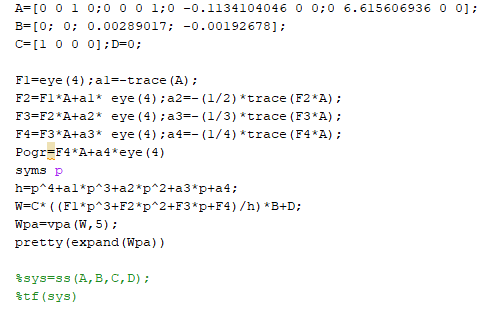 A=[0 0 1 0;0 0 0 1;0 -0.1134104046 0 0;0 6.615606936 0 0];
B=[0; 0; 0.00289017; -0.00192678];
C=[1 0 0 0];D=0;
F1=eye(4);a1=-trace(A);
F2=F1*A+a1* eye(4);a2=-(1/2)*trace(F2*A);
F3=F2*A+a2* eye(4);a3=-(1/3)*trace(F3*A);
F4=F3*A+a3* eye(4);a4=-(1/4)*trace(F4*A);
Pogr=F4*A+a4*eye(4)
syms p
h=p^4+a1*p^3+a2*p^2+a3*p+a4;
W=C*((F1*p^3+F2*p^2+F3*p+F4)/h)*B+D;
Wpa=vpa(W,5);
pretty(expand(Wpa))
%sys=ss(A,B,C,D);
%tf(sys)